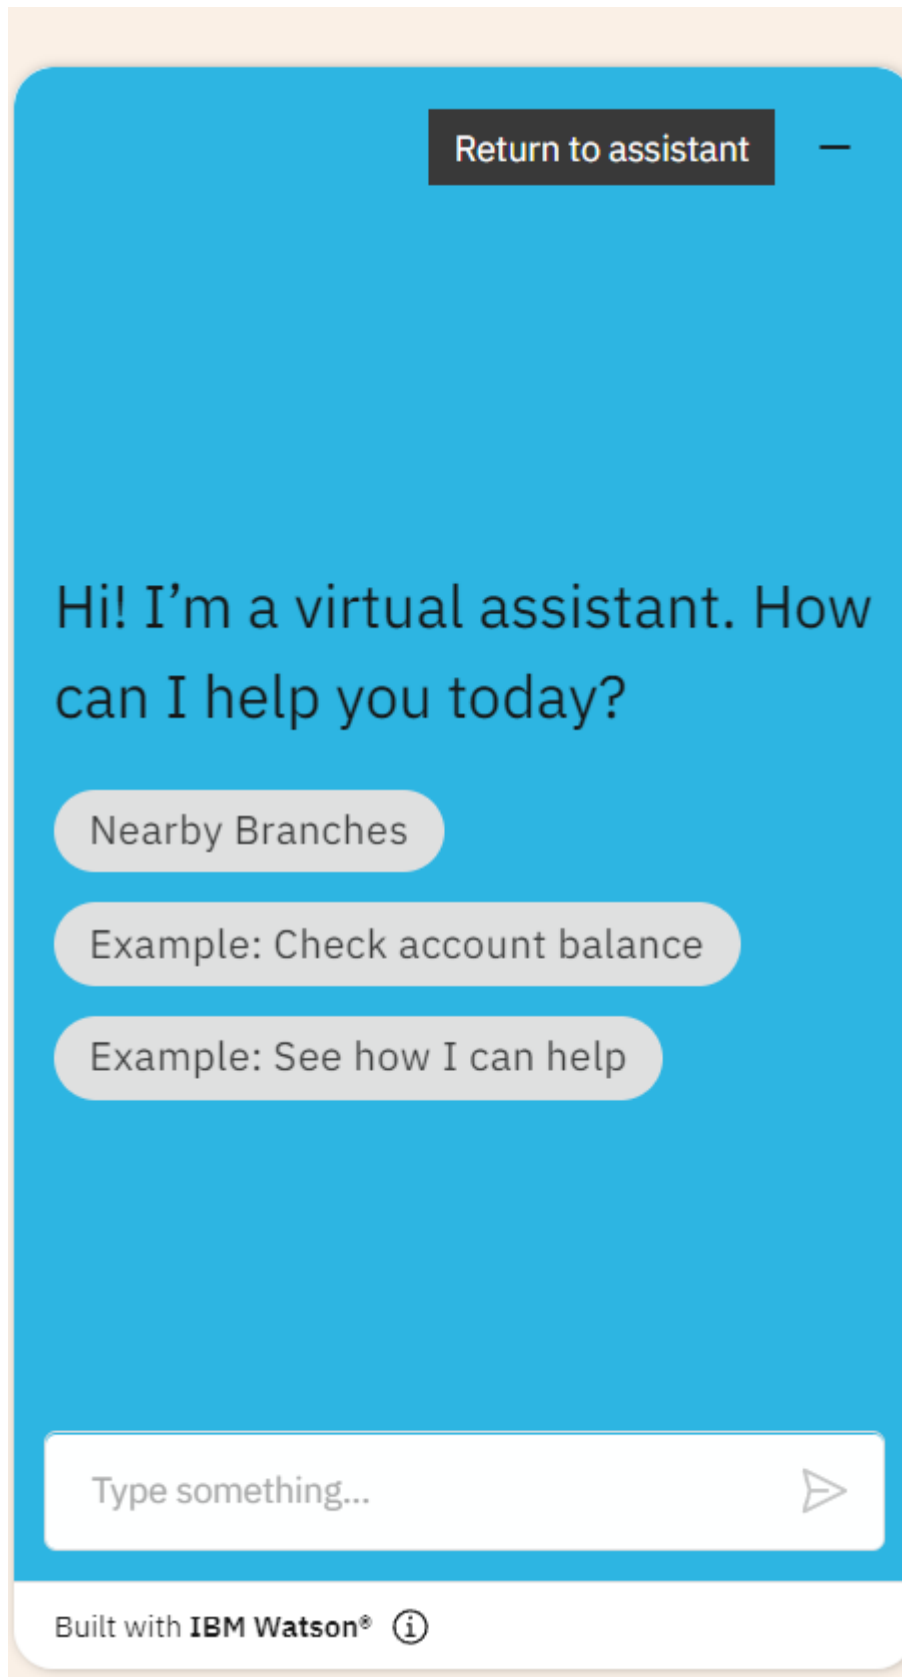 Return to assistant
Hi! I’m a virtual assistant. How
can I help you today?
Nearby Branches
Example: Check account balance
Example: See how I can help
Type something...
Built with IBM Watson®